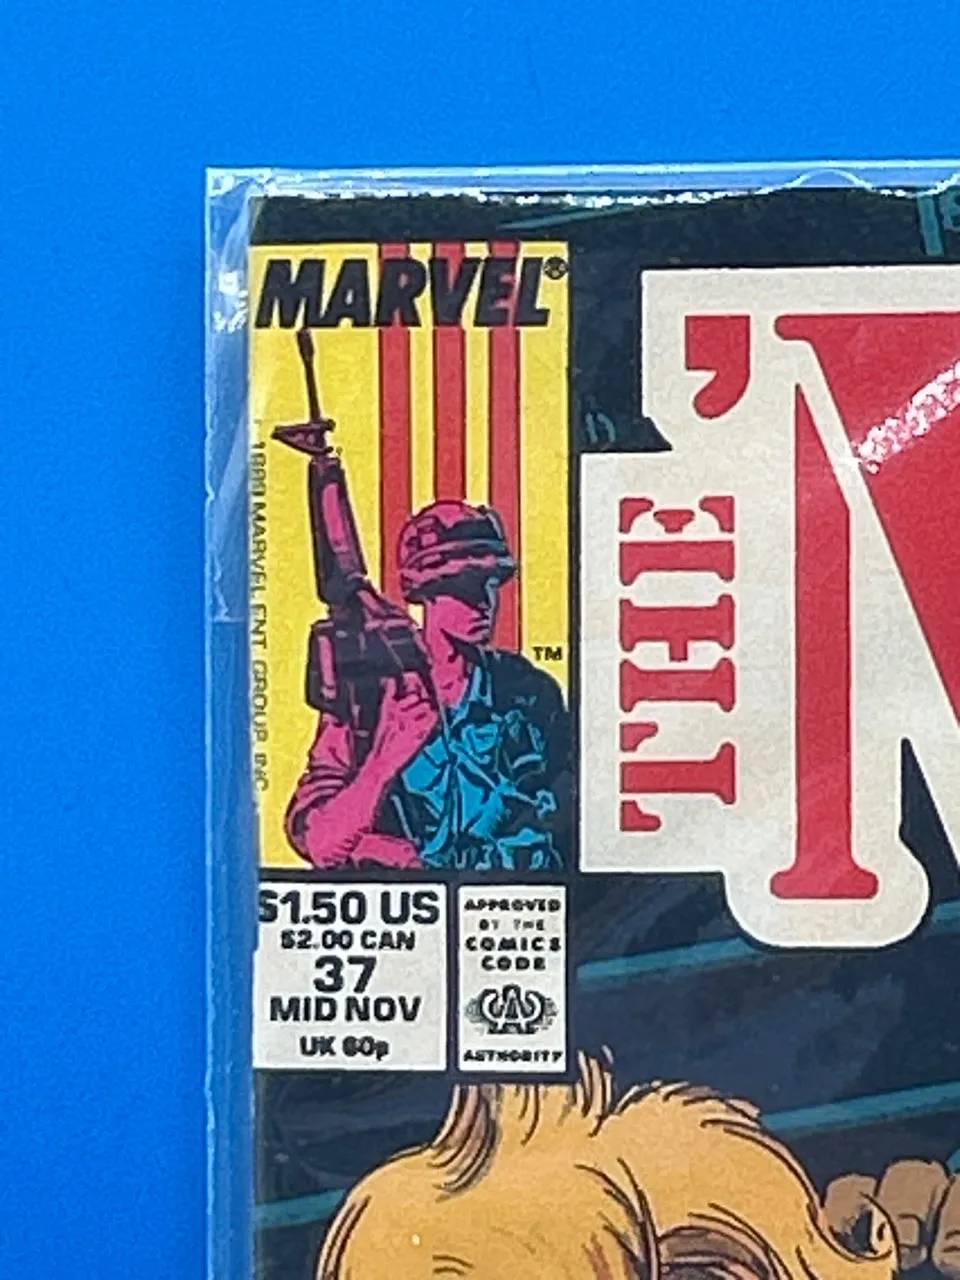 MARVEL®
THE 'N
™
MARVEL ENT. GROUP, INC.
$1.50 US
$2.00 CAN
37
MID NOV
UK 60p
APPROVED
BY THE
COMICS
CODE
AUTHORITY